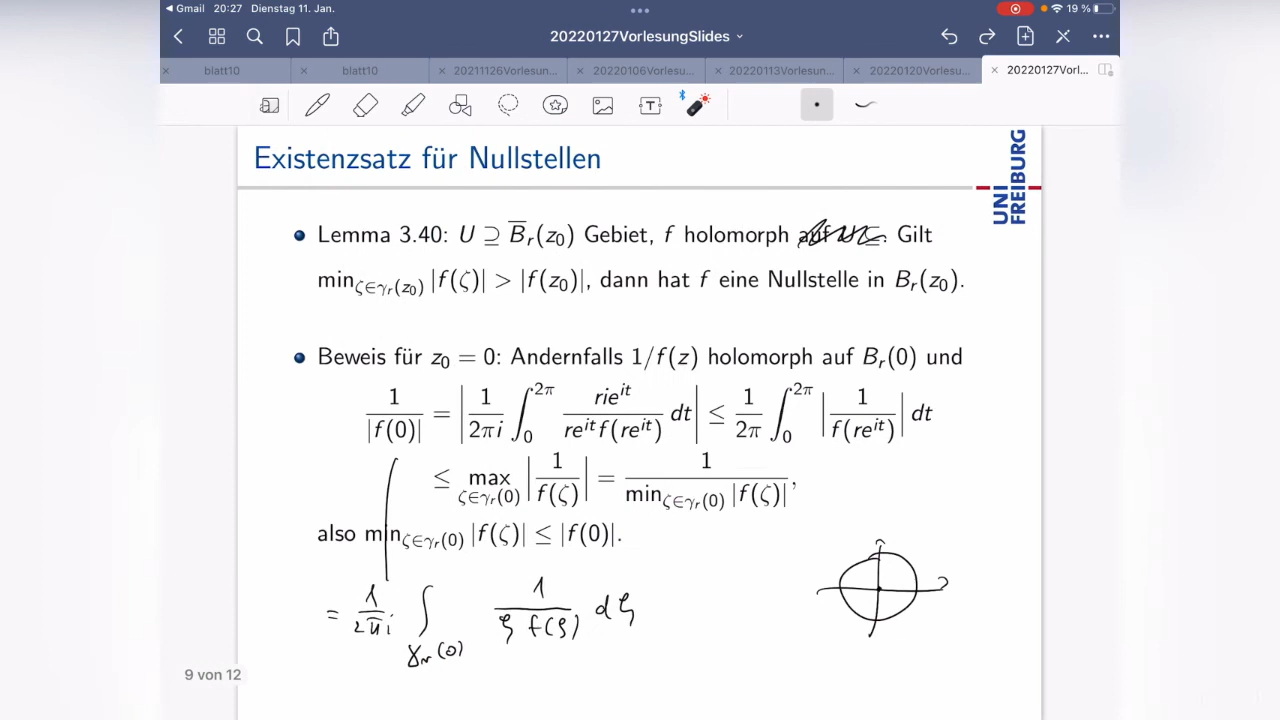 Gmail 20:27 Dienstag 11. Jan. 19 %
20220127VorlesungSlides
blatt10 blatt10 20211126Vorlesun... 20220106Vorlesu... 20220113Vorlesun... 20220120Vorlesu... 20220127Vorl...
Existenzsatz für Nullstellen
UNI
FREIBURG
Lemma 3.40: U ⊇ B̅_r(z_0) Gebiet, f holomorph auf U ⊆. Gilt
min_{ζ∈γ_r(z_0)} |f(ζ)| > |f(z_0)|, dann hat f eine Nullstelle in B_r(z_0).
Beweis für z_0 = 0: Andernfalls 1/f(z) holomorph auf B_r(0) und
1/|f(0)| = |1/(2πi) ∫_0^{2π} rie^{it}/(re^{it}f(re^{it})) dt| ≤ 1/(2π) ∫_0^{2π} |1/f(re^{it})| dt
≤ max_{ζ∈γ_r(0)} |1/f(ζ)| = 1/min_{ζ∈γ_r(0)} |f(ζ)|,
also min_{ζ∈γ_r(0)} |f(ζ)| ≤ |f(0)|.
= 1/(2πi) ∫_{γ_r(0)} 1/(ζ f(ζ)) dζ
9 von 12